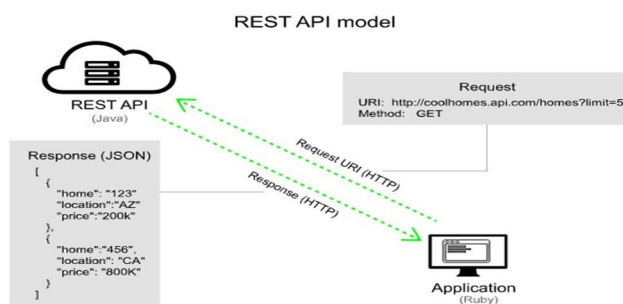 REST API model
REST API
(Java)
Request
URI: http://coolhomes.api.com/homes?limit=5
Method: GET
Request URI (HTTP)
Response (HTTP)
Response (JSON)
[
{
"home": "123"
"location":"AZ"
"price":"200k"
},
{
"home":"456",
"location": "CA"
"price": "800K"
}
]
Application
(Ruby)